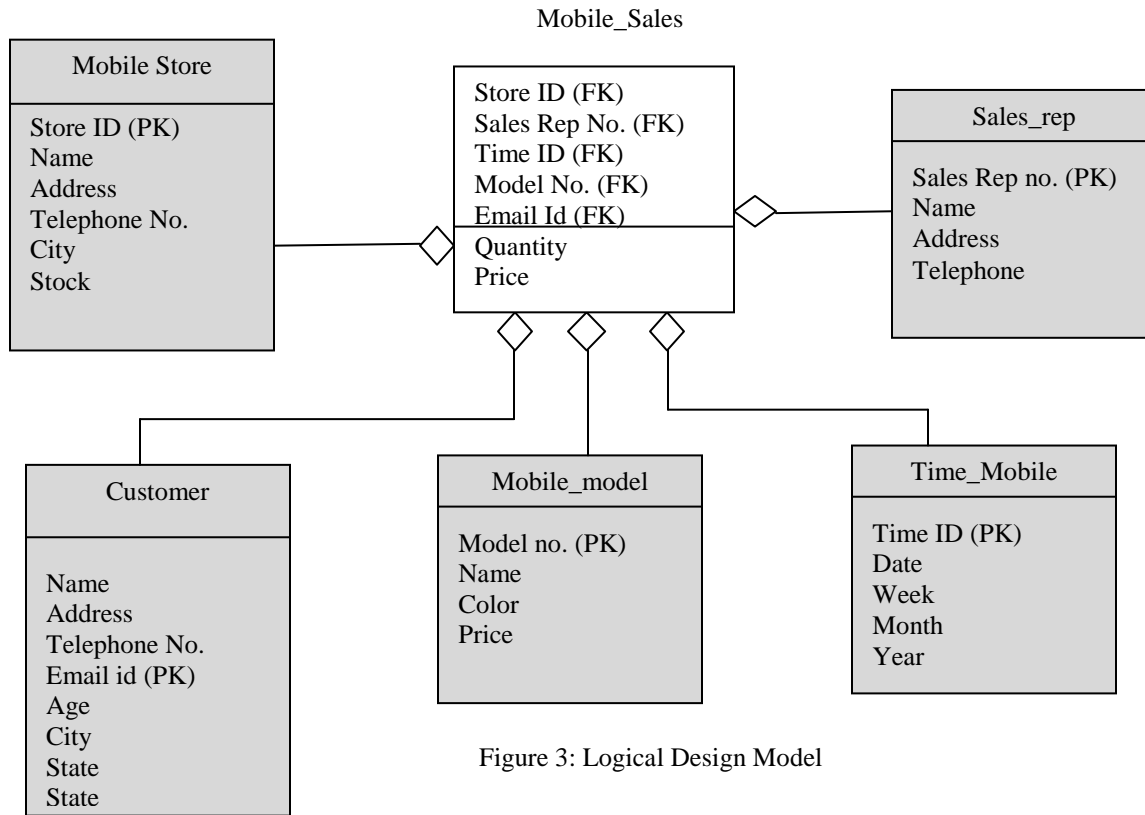 Mobile_Sales
Mobile Store
Store ID (PK)
Name
Address
Telephone No.
City
Stock
Store ID (FK)
Sales Rep No. (FK)
Time ID (FK)
Model No. (FK)
Email Id (FK)
Quantity
Price
Sales_rep
Sales Rep no. (PK)
Name
Address
Telephone
Customer
Name
Address
Telephone No.
Email id (PK)
Age
City
State
State
Mobile_model
Model no. (PK)
Name
Color
Price
Time_Mobile
Time ID (PK)
Date
Week
Month
Year
Figure 3: Logical Design Model